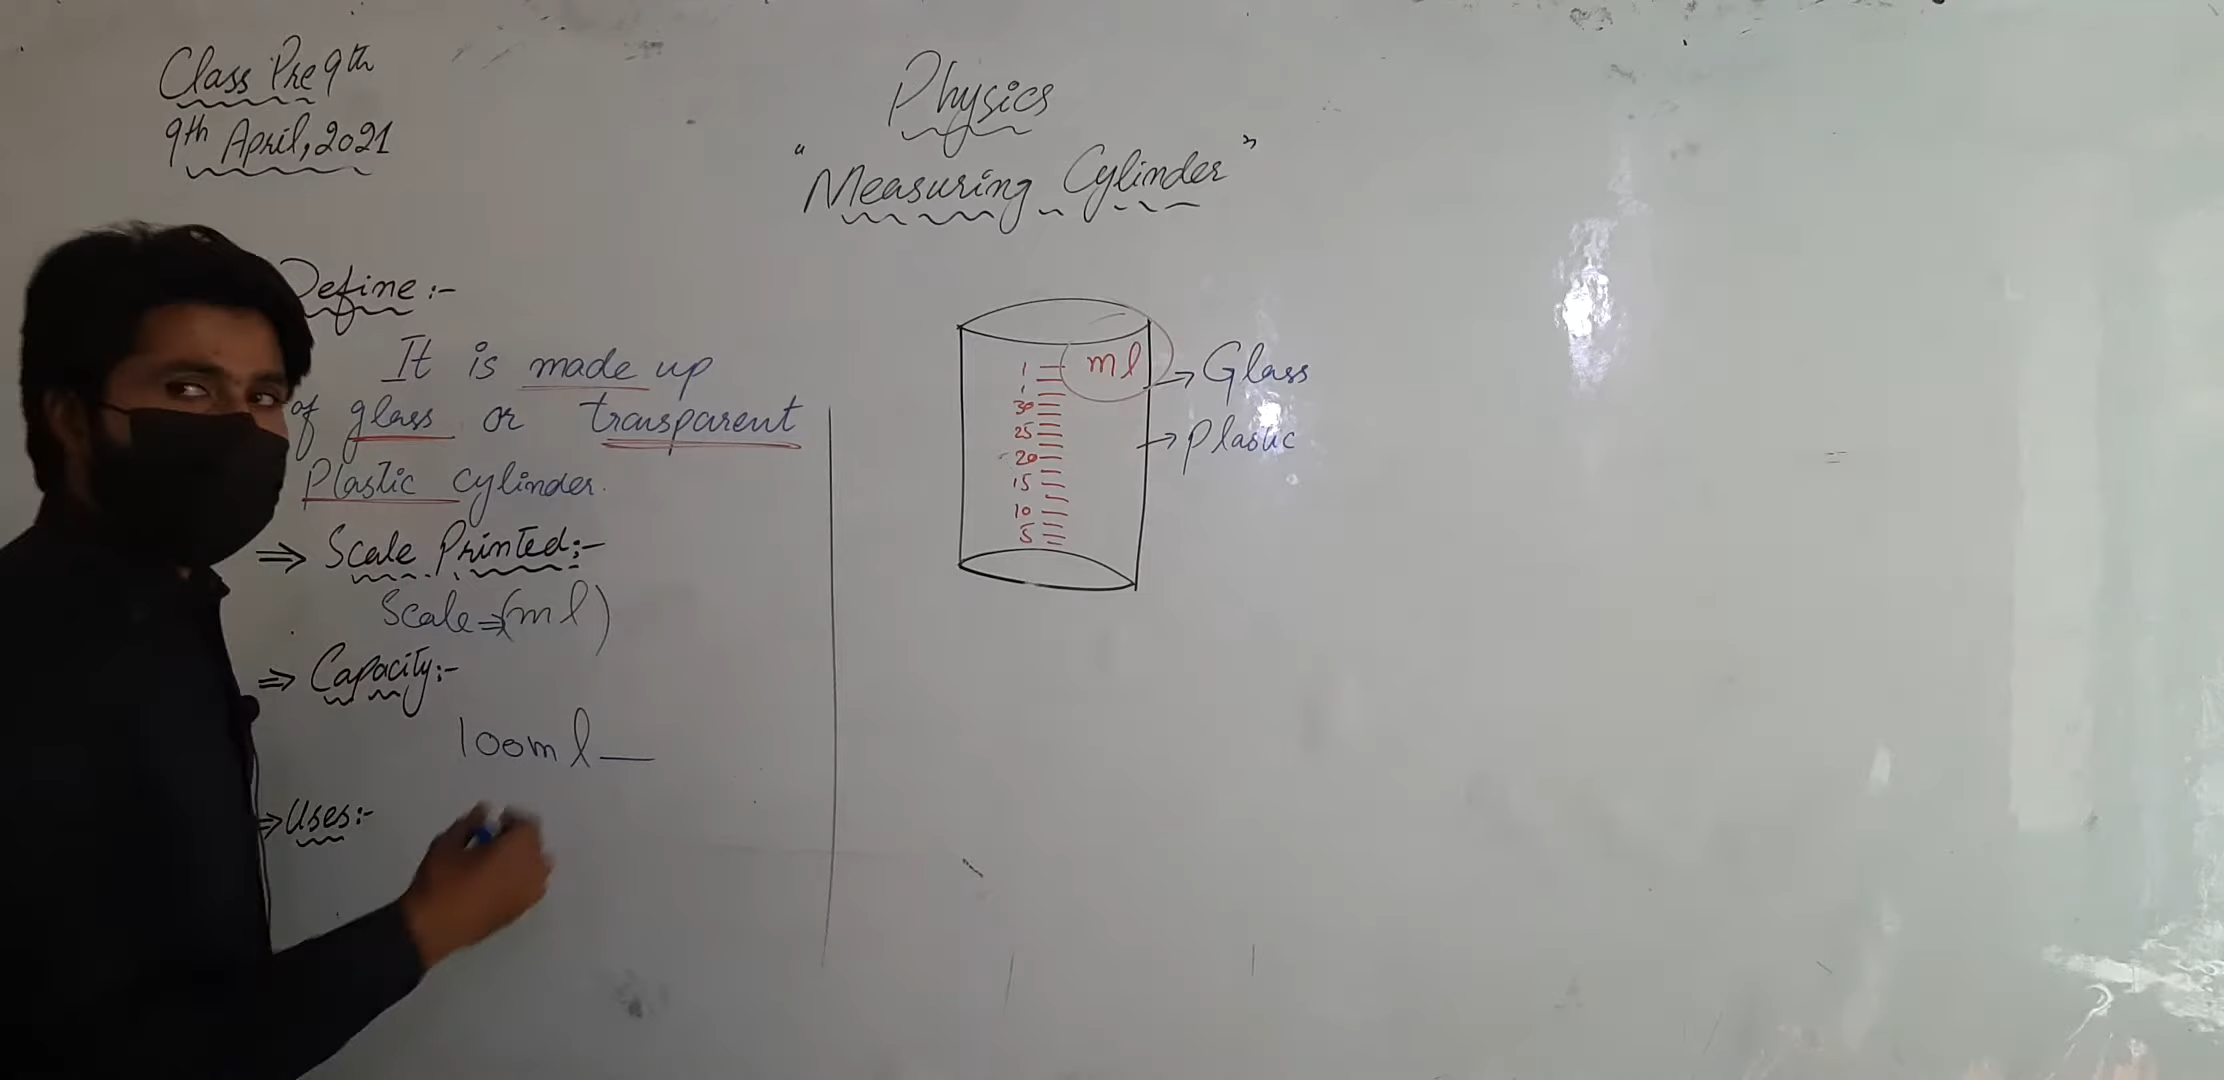 Class Pre 9th
9th April, 2021
Physics
"Measuring Cylinder"
Define:-
It is made up
of glass or transparent
Plastic cylinder.
⇒ Scale Printed:-
Scale ⇒ (ml)
⇒ Capacity:-
100ml —
⇒ Uses:-
ml
→ Glass
→ Plastic
30
25
20
15
10
5